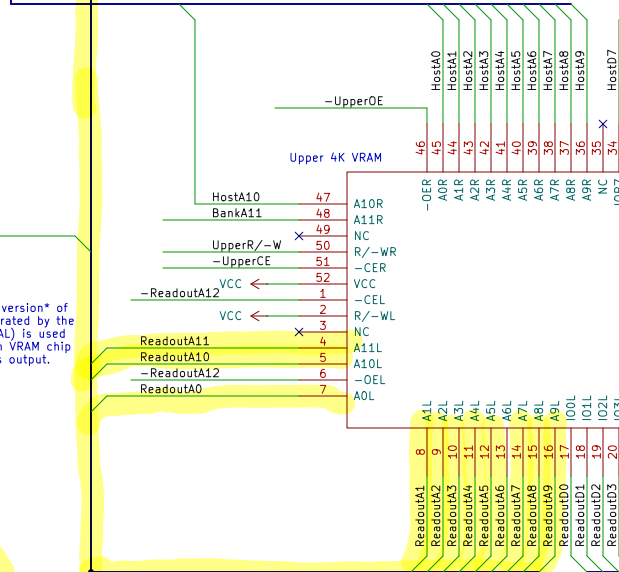 HostA0
HostA1
HostA2
HostA3
HostA4
HostA5
HostA6
HostA7
HostA8
HostA9
HostD7
-UpperOE
46
45
44
43
42
41
40
39
38
37
36
35
34
Upper 4K VRAM
-OER
A0R
A1R
A2R
A3R
A4R
A5R
A6R
A7R
A8R
A9R
NC
HostA10 47 A10R
BankA11 48 A11R
49 NC
UpperR/-W 50 R/-WR
-UpperCE 51 -CER
VCC 52 VCC
-ReadoutA12 1 -CEL
VCC 2 R/-WL
3 NC
ReadoutA11 4 A11L
ReadoutA10 5 A10L
-ReadoutA12 6 -OEL
ReadoutA0 7 A0L
version* of
rated by the
AL) is used
VRAM chip
output.
A1L
A2L
A3L
A4L
A5L
A6L
A7L
A8L
A9L
IO0L
IO1L
IO2L
IO3L
8
9
10
11
12
13
14
15
16
17
18
19
20
ReadoutA1
ReadoutA2
ReadoutA3
ReadoutA4
ReadoutA5
ReadoutA6
ReadoutA7
ReadoutA8
ReadoutA9
ReadoutD0
ReadoutD1
ReadoutD2
ReadoutD3